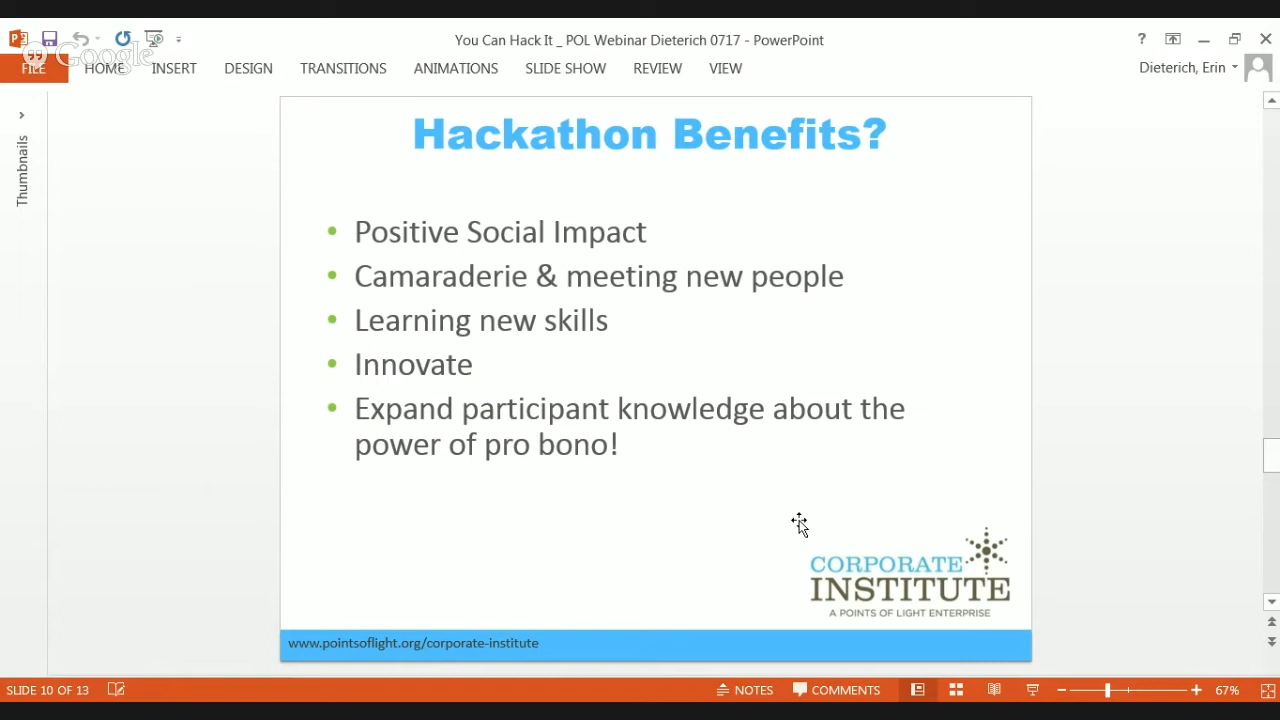 You Can Hack It _ POL Webinar Dieterich 0717 - PowerPoint
?
Google
FILE HOME INSERT DESIGN TRANSITIONS ANIMATIONS SLIDE SHOW REVIEW VIEW
Dieterich, Erin
Thumbnails
Hackathon Benefits?
• Positive Social Impact
• Camaraderie & meeting new people
• Learning new skills
• Innovate
• Expand participant knowledge about the
power of pro bono!
CORPORATE
INSTITUTE
A POINTS OF LIGHT ENTERPRISE
www.pointsoflight.org/corporate-institute
SLIDE 10 OF 13 NOTES COMMENTS 67%